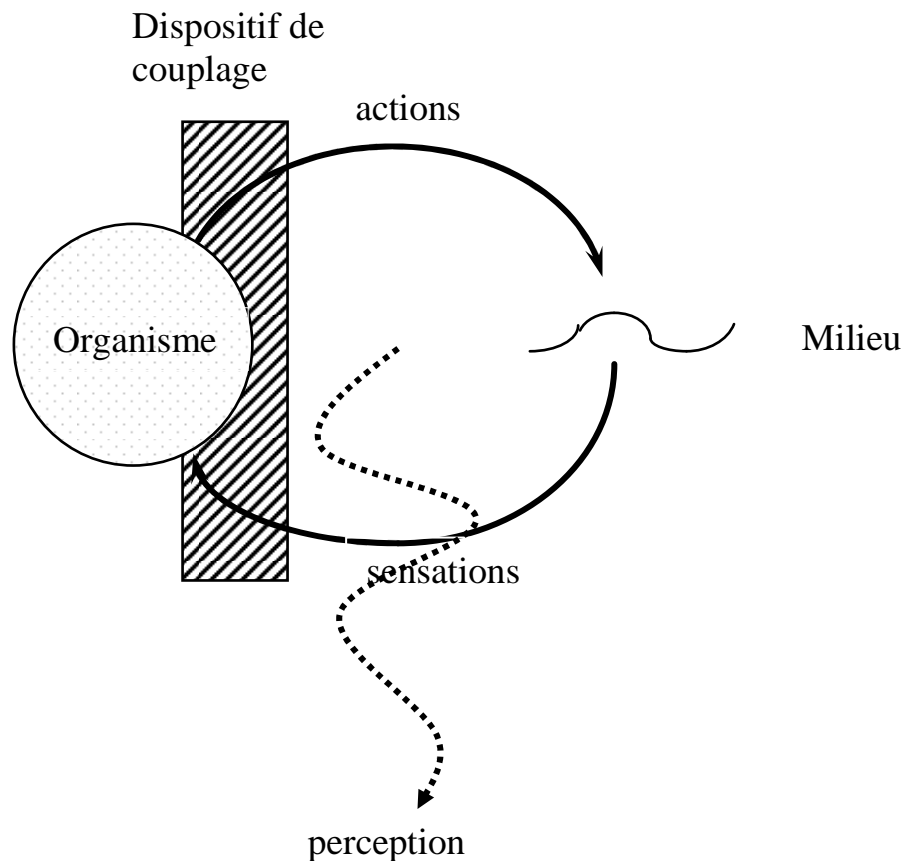 Dispositif de
couplage
actions
Organisme
Milieu
sensations
perception